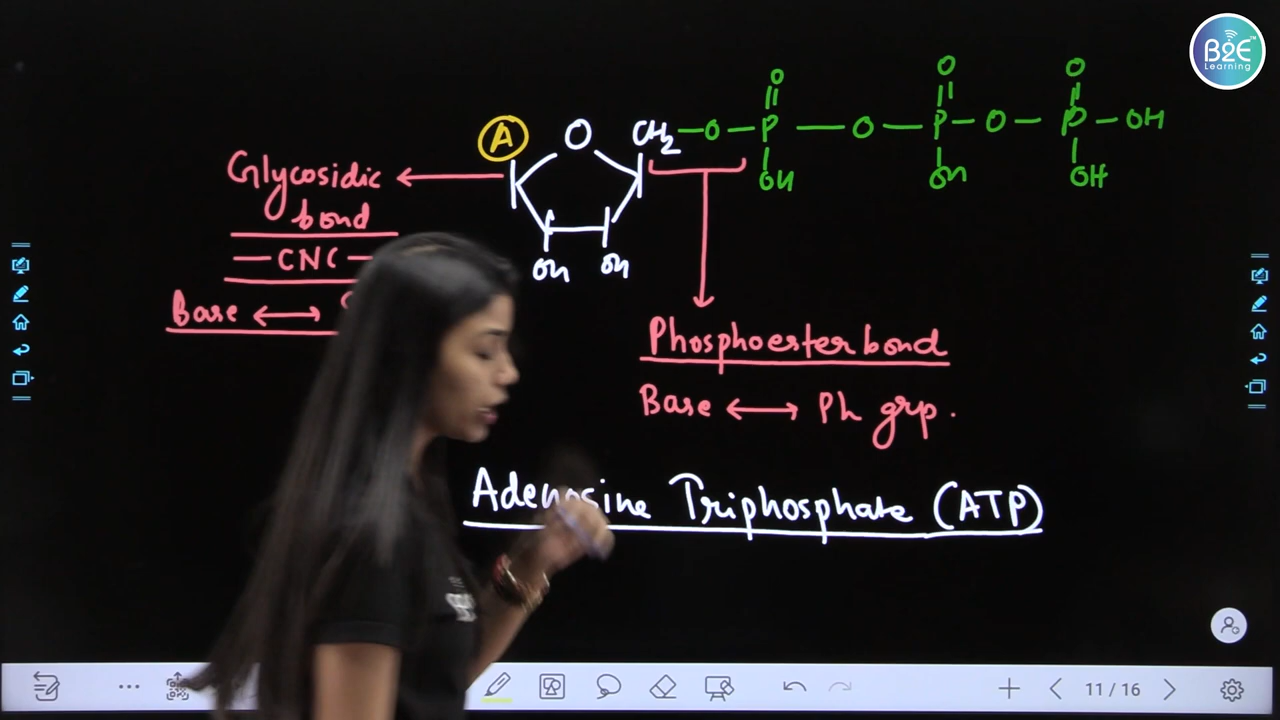 B2E
Learning
O O O
|| || ||
A O CH₂ — O — P — O — P — O — P — OH
OH OH OH
Glycosidic
bond
— CNC —
OH OH
Base ⟷
Phosphoester bond
Base ⟷ Ph grp.
Adenosine Triphosphate (ATP)
11 / 16